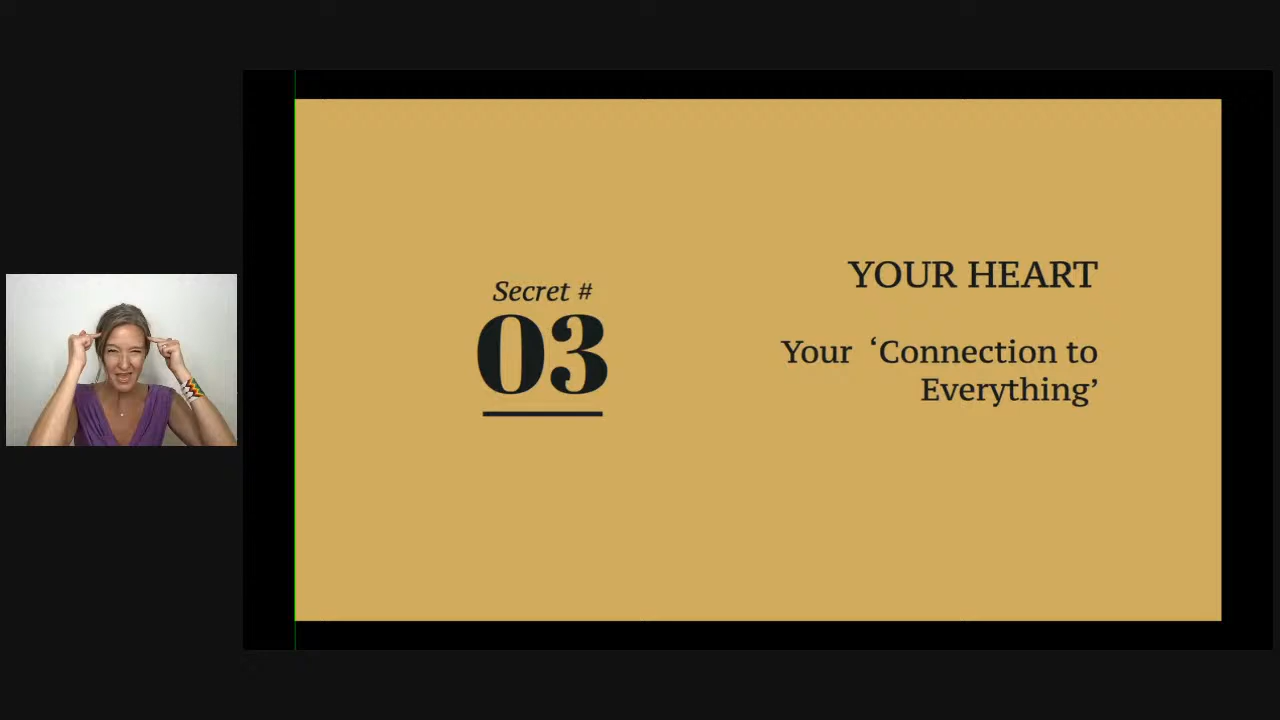 Secret #
03
YOUR HEART
Your ‘Connection to
Everything’